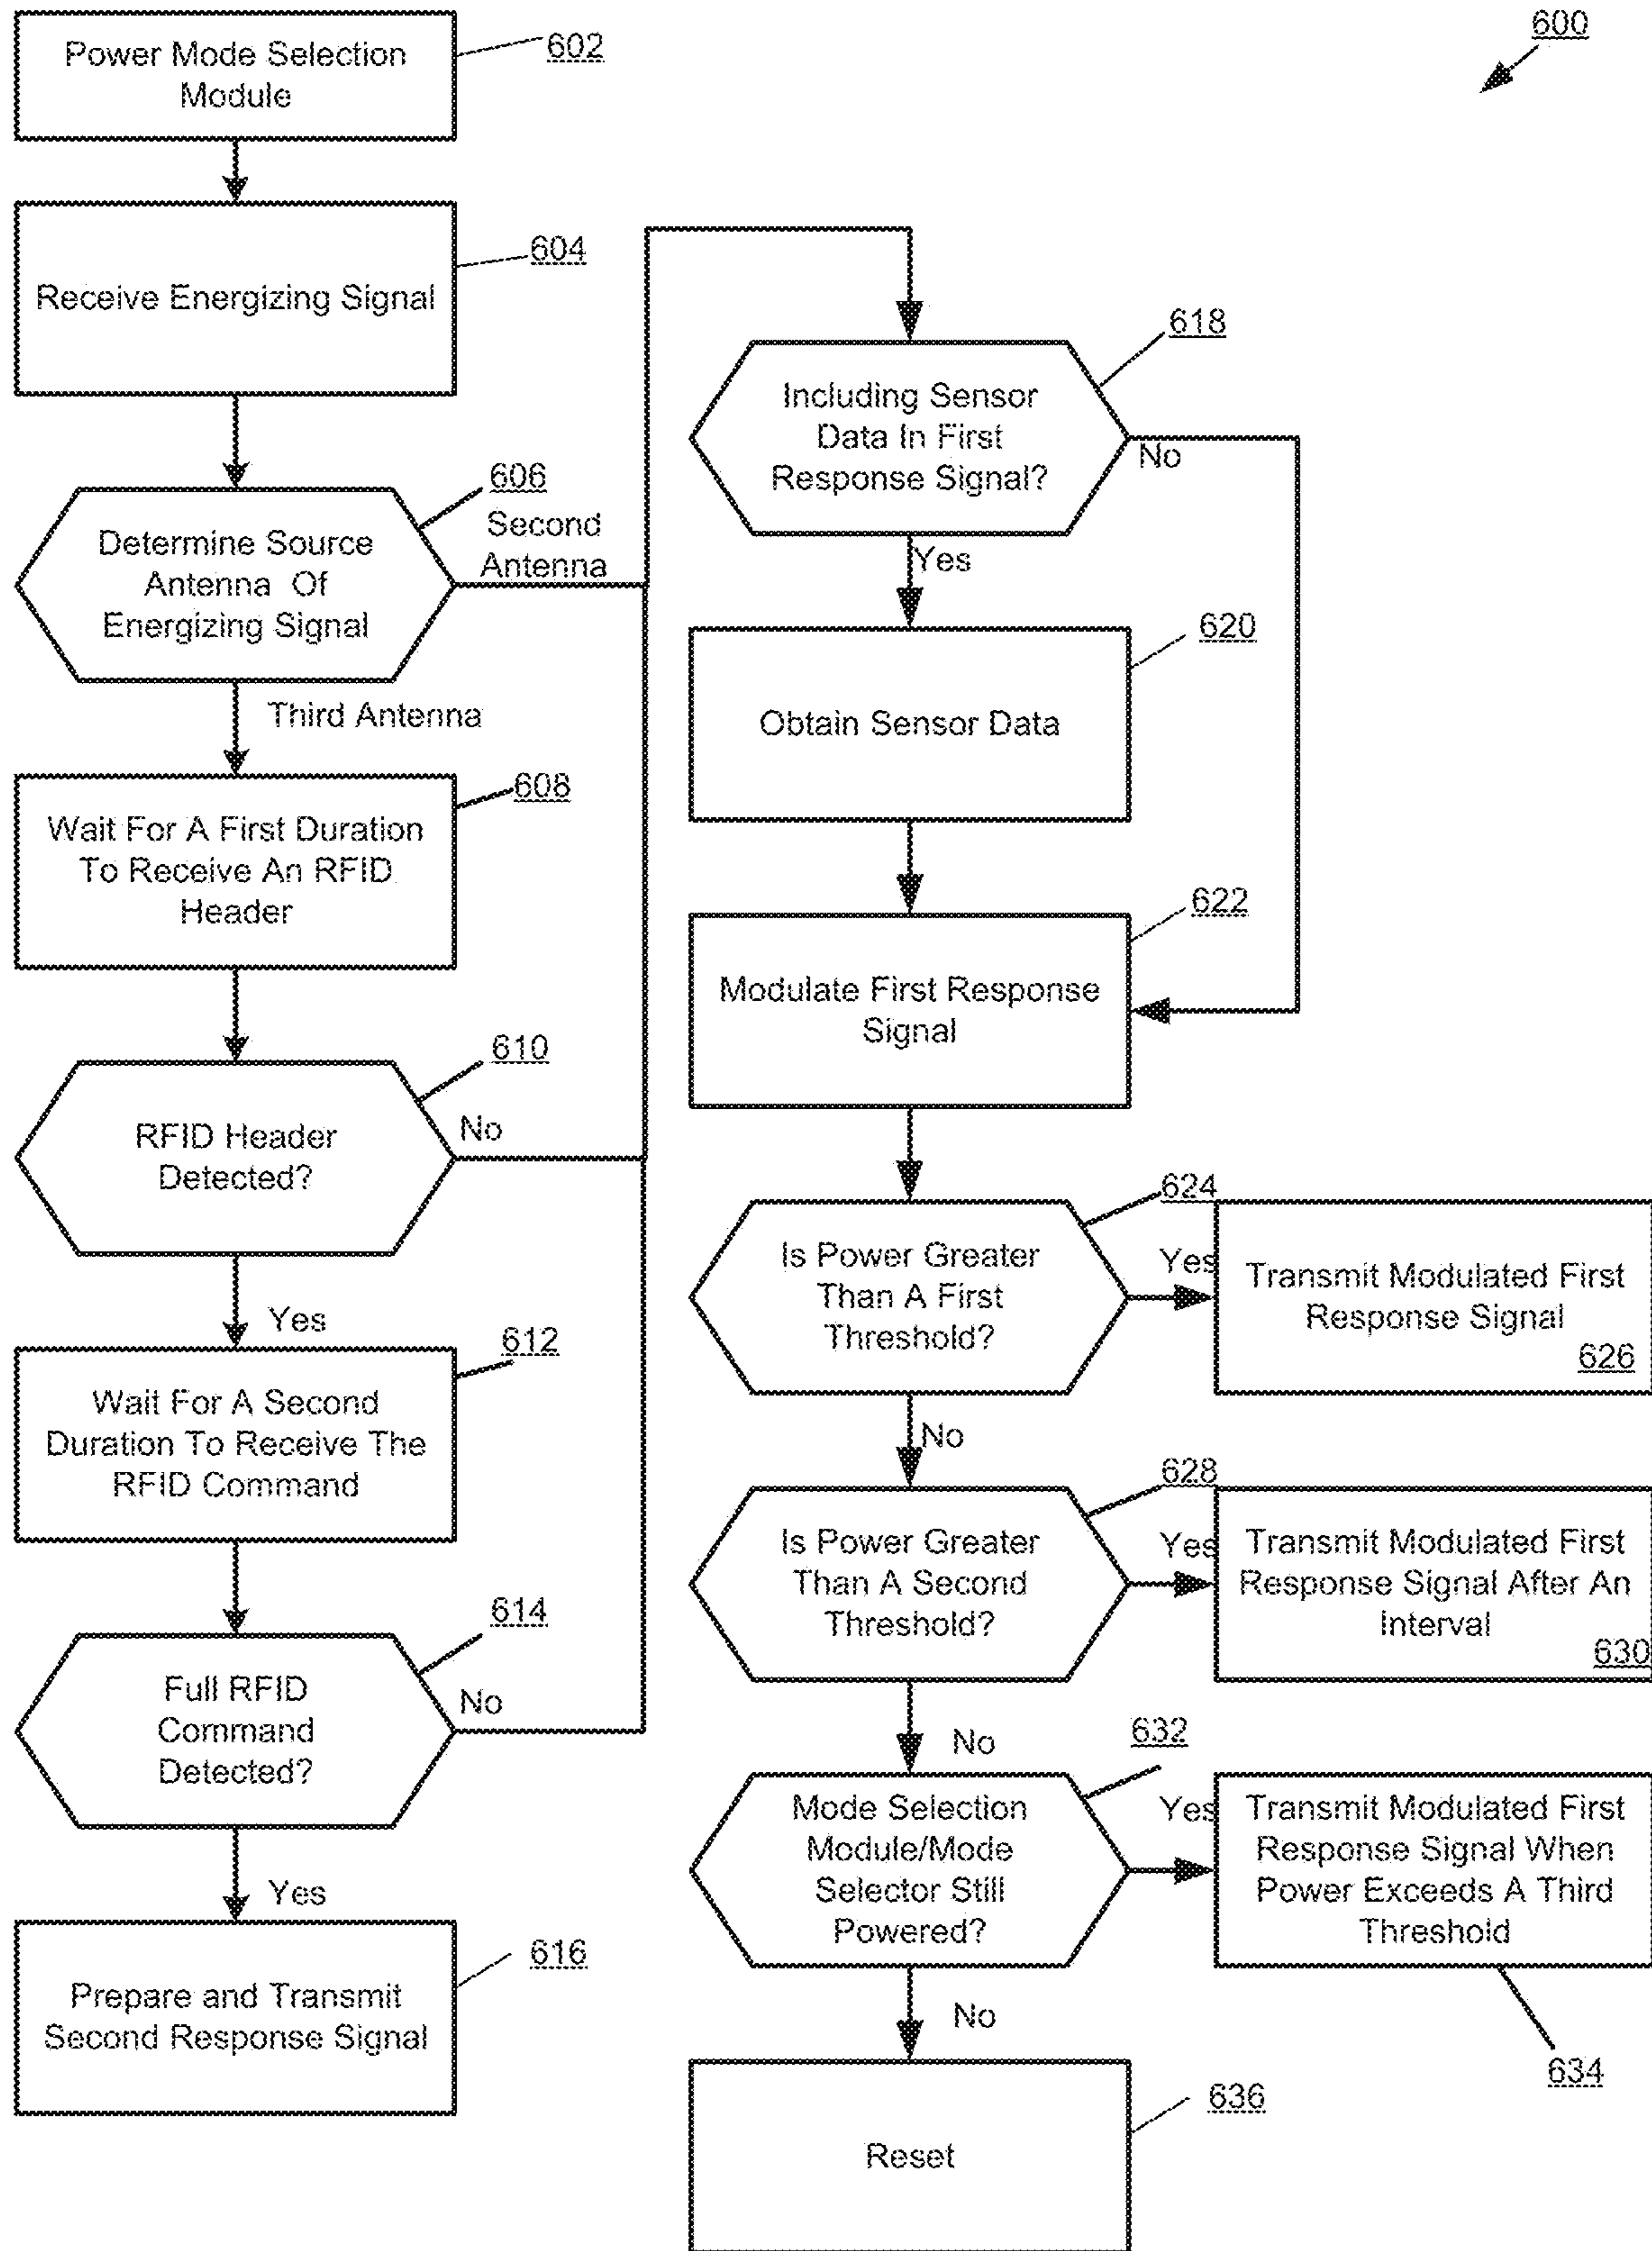 600
Power Mode Selection
Module
602
Receive Energizing Signal
604
Determine Source
Antenna Of
Energizing Signal
606
Second
Antenna
Third Antenna
Wait For A First Duration
To Receive An RFID
Header
608
RFID Header
Detected?
610
No
Yes
Wait For A Second
Duration To Receive The
RFID Command
612
Full RFID
Command
Detected?
614
No
Yes
Prepare and Transmit
Second Response Signal
616
Including Sensor
Data In First
Response Signal?
618
No
Yes
Obtain Sensor Data
620
Modulate First Response
Signal
622
Is Power Greater
Than A First
Threshold?
624
Yes
Transmit Modulated First
Response Signal
626
No
Is Power Greater
Than A Second
Threshold?
628
Yes
Transmit Modulated First
Response Signal After An
Interval
630
No
Mode Selection
Module/Mode
Selector Still
Powered?
632
Yes
Transmit Modulated First
Response Signal When
Power Exceeds A Third
Threshold
634
No
Reset
636